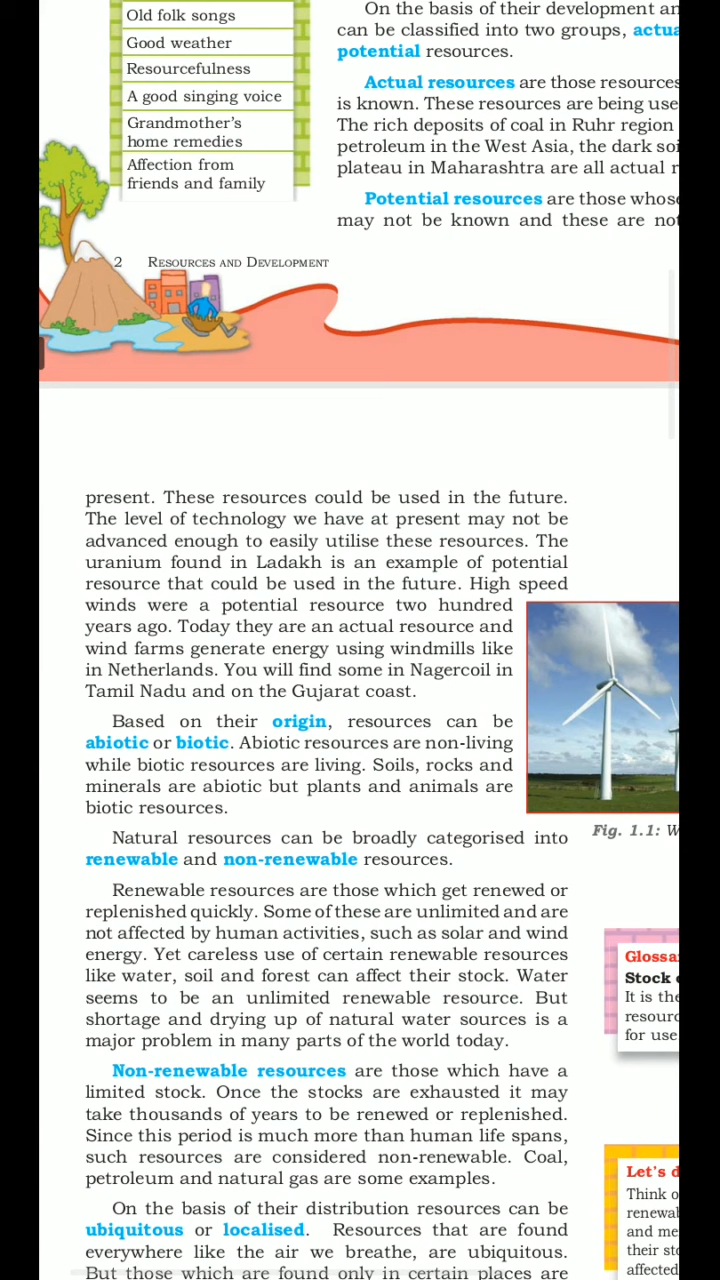 Old folk songs
Good weather
Resourcefulness
A good singing voice
Grandmother's
home remedies
Affection from
friends and family
On the basis of their development an
can be classified into two groups, actua
potential resources.
Actual resources are those resources
is known. These resources are being use
The rich deposits of coal in Ruhr region
petroleum in the West Asia, the dark soi
plateau in Maharashtra are all actual r
Potential resources are those whose
may not be known and these are not
2 RESOURCES AND DEVELOPMENT
present. These resources could be used in the future.
The level of technology we have at present may not be
advanced enough to easily utilise these resources. The
uranium found in Ladakh is an example of potential
resource that could be used in the future. High speed
winds were a potential resource two hundred
years ago. Today they are an actual resource and
wind farms generate energy using windmills like
in Netherlands. You will find some in Nagercoil in
Tamil Nadu and on the Gujarat coast.
Based on their origin, resources can be
abiotic or biotic. Abiotic resources are non-living
while biotic resources are living. Soils, rocks and
minerals are abiotic but plants and animals are
biotic resources.
Fig. 1.1: W
Natural resources can be broadly categorised into
renewable and non-renewable resources.
Renewable resources are those which get renewed or
replenished quickly. Some of these are unlimited and are
not affected by human activities, such as solar and wind
energy. Yet careless use of certain renewable resources
like water, soil and forest can affect their stock. Water
seems to be an unlimited renewable resource. But
shortage and drying up of natural water sources is a
major problem in many parts of the world today.
Glossa
Stock
It is the
resourc
for use
Non-renewable resources are those which have a
limited stock. Once the stocks are exhausted it may
take thousands of years to be renewed or replenished.
Since this period is much more than human life spans,
such resources are considered non-renewable. Coal,
petroleum and natural gas are some examples.
On the basis of their distribution resources can be
ubiquitous or localised. Resources that are found
everywhere like the air we breathe, are ubiquitous.
But those which are found only in certain places are
Let's d
Think o
renewal
and me
their sto
affected